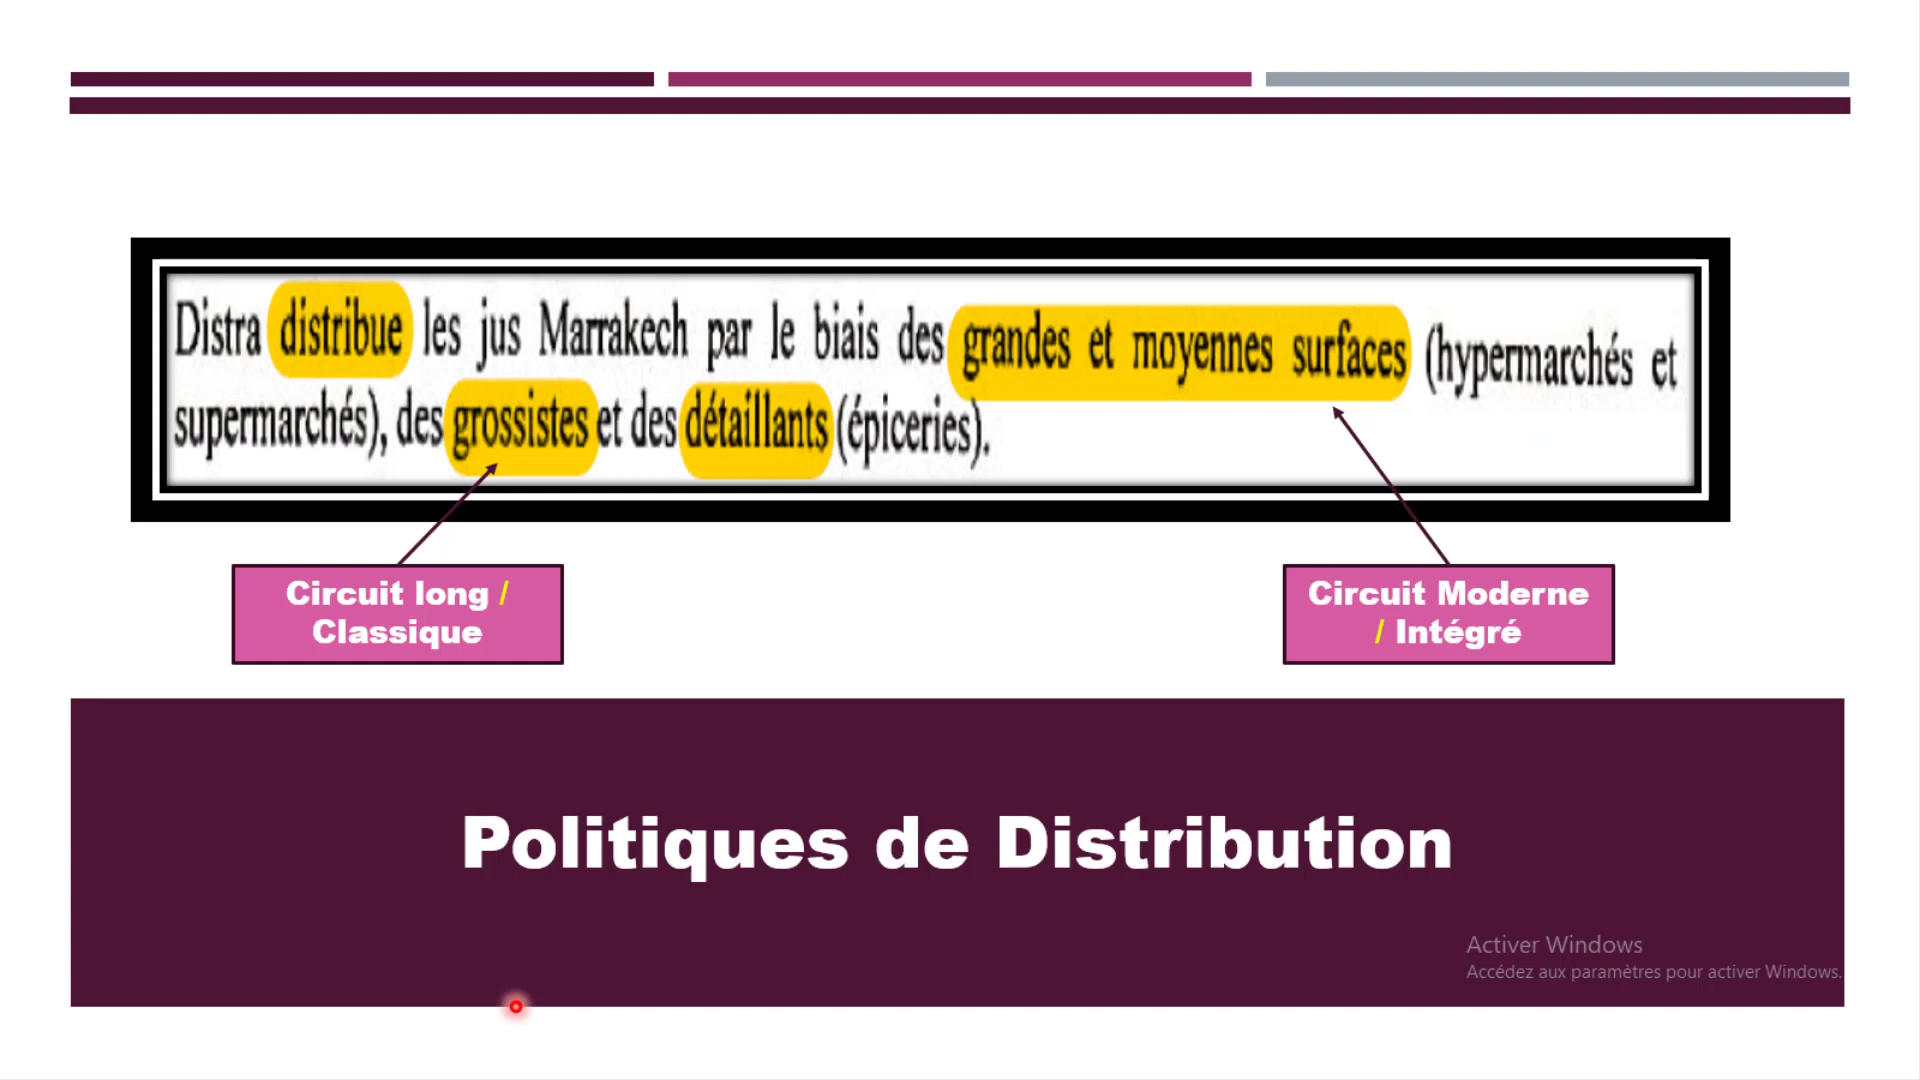 Distra distribue les jus Marrakech par le biais des grandes et moyennes surfaces (hypermarchés et
supermarchés), des grossistes et des détaillants (épiceries).
Circuit long /
Classique
Circuit Moderne
/ Intégré
Politiques de Distribution
Activer Windows
Accédez aux paramètres pour activer Windows.